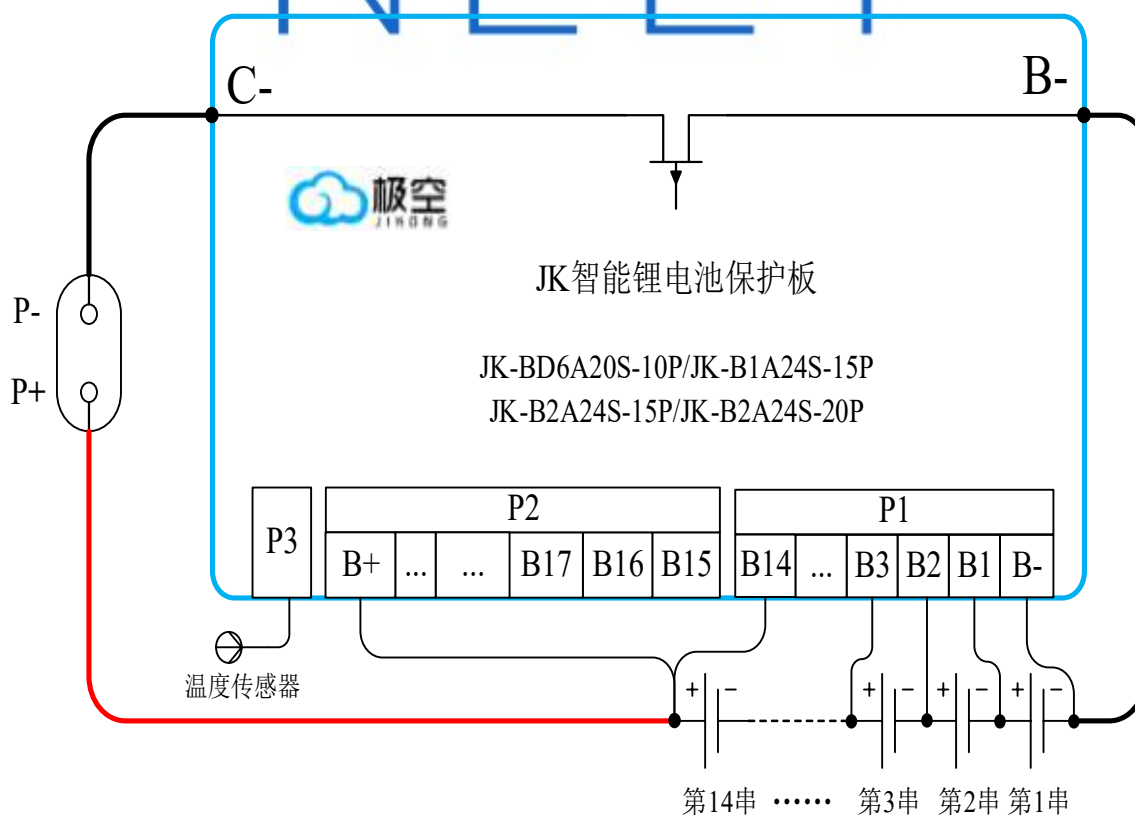 C-
B-
极空
JIKONG
JK智能锂电池保护板
P-
P+
JK-BD6A20S-10P/JK-B1A24S-15P
JK-B2A24S-15P/JK-B2A24S-20P
P3
P2
B+ ... ... B17 B16 B15
P1
B14 ... B3 B2 B1 B-
温度传感器
+ - + - + - + -
第14串 …… 第3串 第2串 第1串